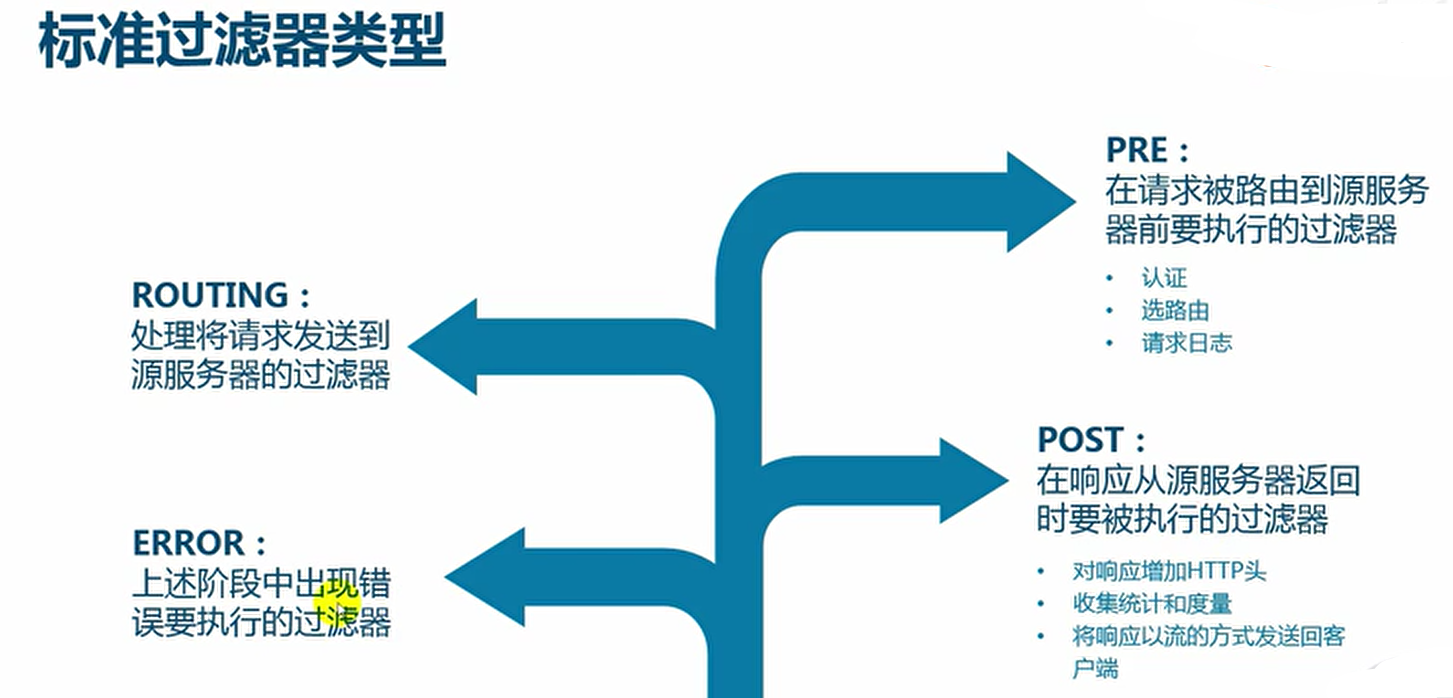 标准过滤器类型
PRE：
在请求被路由到源服务
器前要执行的过滤器
• 认证
• 选路由
• 请求日志
ROUTING：
处理将请求发送到
源服务器的过滤器
POST：
在响应从源服务器返回
时要被执行的过滤器
• 对响应增加HTTP头
• 收集统计和度量
• 将响应以流的方式发送回客
户端
ERROR：
上述阶段中出现错
误要执行的过滤器